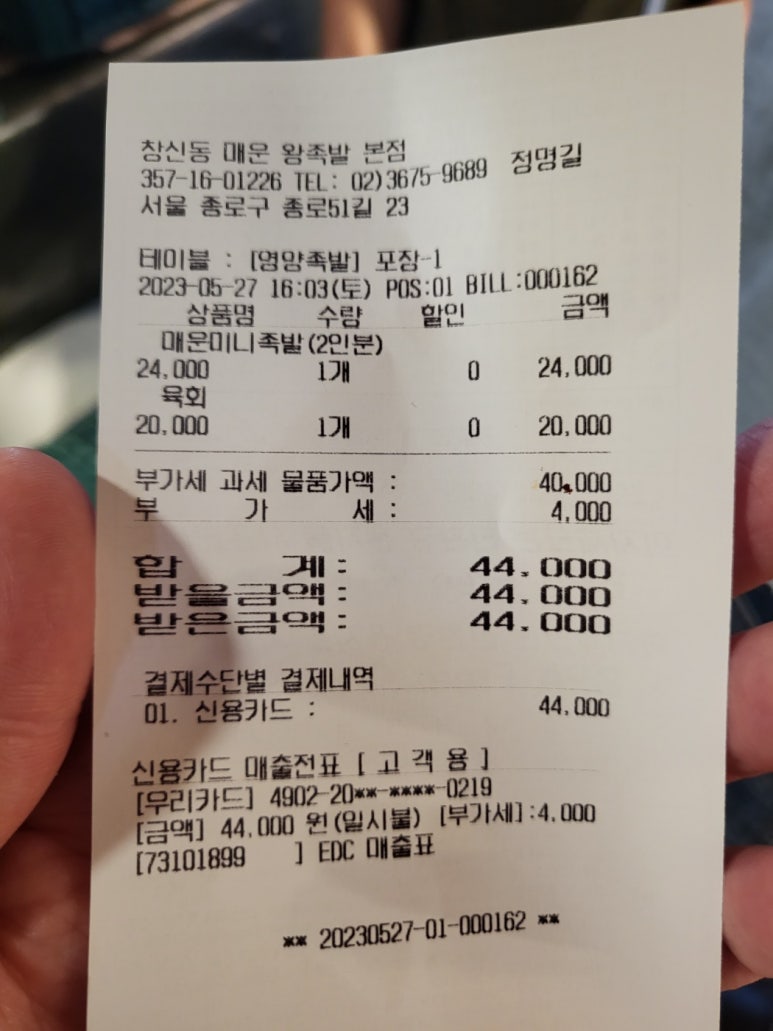 창신동 매운 왕족발 본점
357-16-01226 TEL: 02)3675-9689 정명길
서울 종로구 종로51길 23
테이블 : [영양족발] 포장-1
2023-05-27 16:03(토) POS:01 BILL:000162
상품명 수량 할인 금액
매운미니족발(2인분)
24,000 1개 0 24,000
육회
20,000 1개 0 20,000
부가세 과세 물품가액 : 40,000
부 가 세 : 4,000
합 계 : 44,000
받을금액 : 44,000
받은금액 : 44,000
결제수단별 결제내역
01. 신용카드 : 44,000
신용카드 매출전표 [ 고 객 용 ]
[우리카드] 4902-20**-****-0219
[금액] 44,000 원(일시불) [부가세]:4,000
[73101899 ] EDC 매출표
** 20230527-01-000162 **